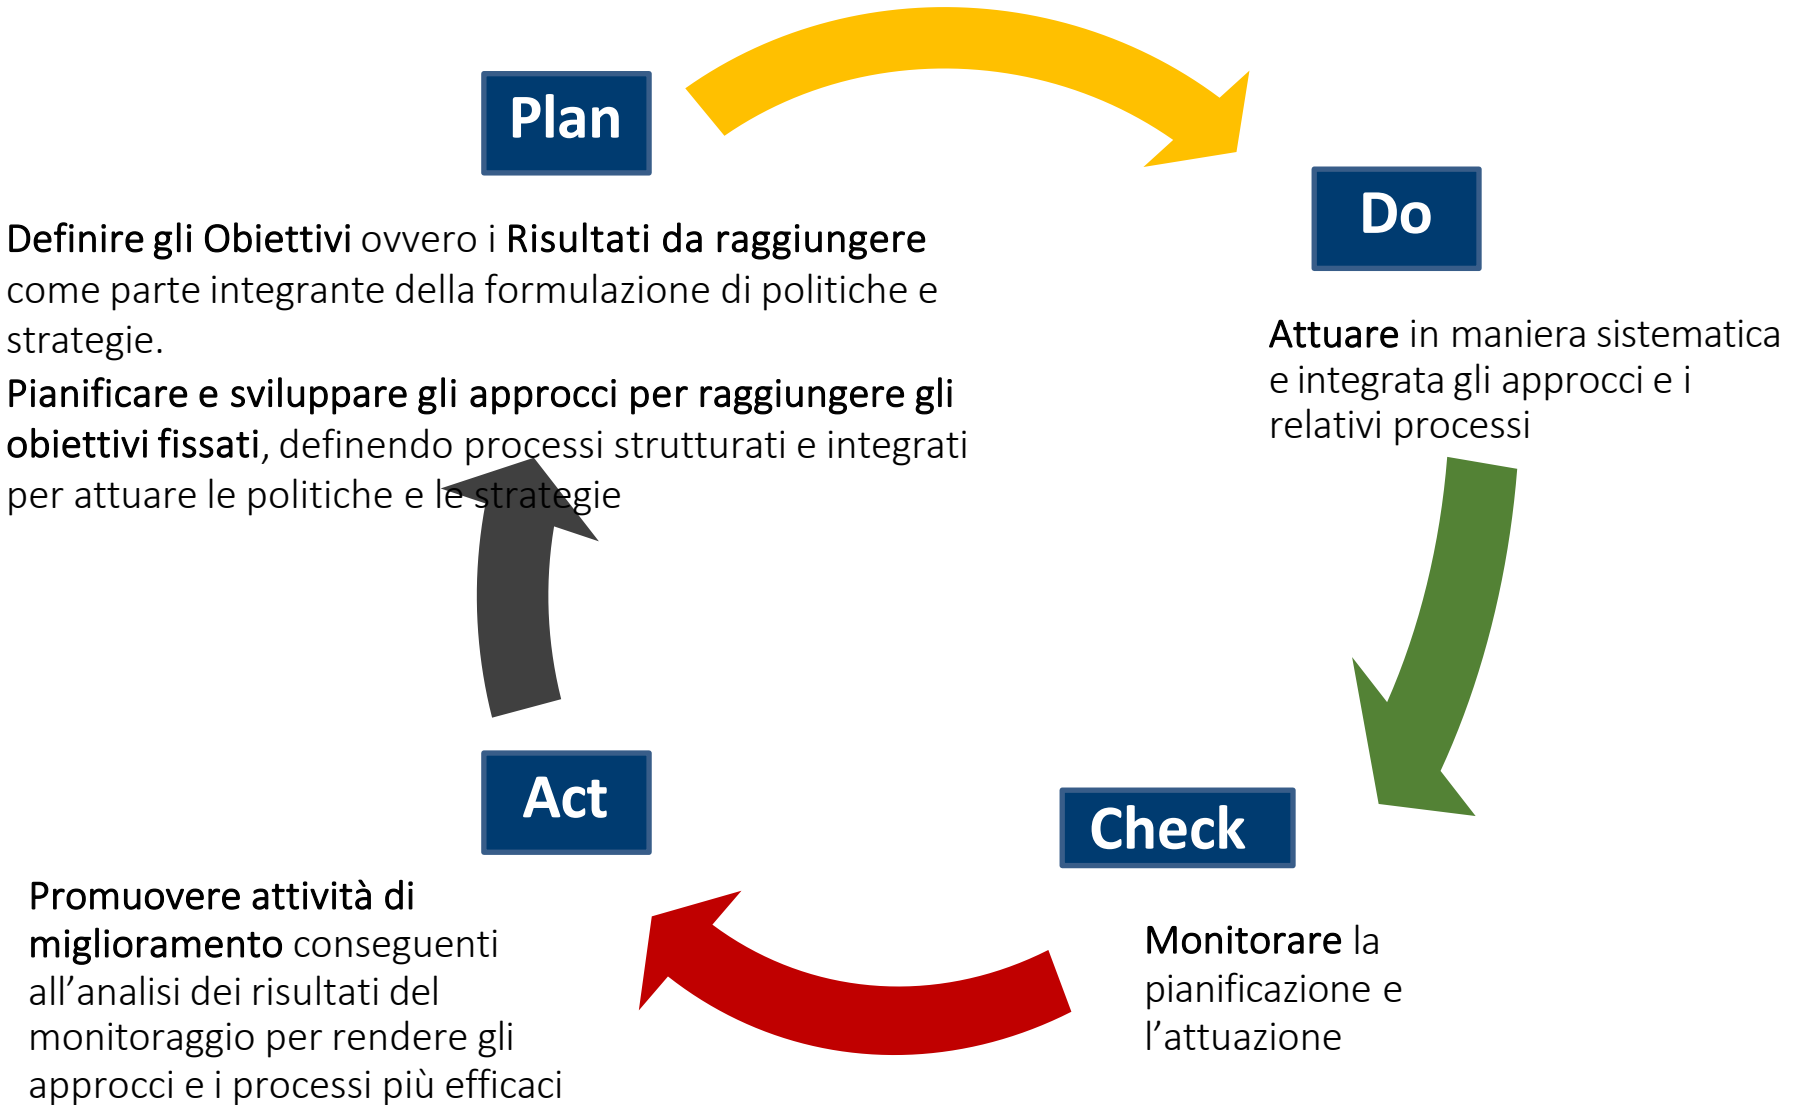 Plan
Definire gli Obiettivi ovvero i Risultati da raggiungere
come parte integrante della formulazione di politiche e
strategie.
Pianificare e sviluppare gli approcci per raggiungere gli
obiettivi fissati, definendo processi strutturati e integrati
per attuare le politiche e le strategie
Do
Attuare in maniera sistematica
e integrata gli approcci e i
relativi processi
Check
Monitorare la
pianificazione e
l’attuazione
Act
Promuovere attività di
miglioramento conseguenti
all’analisi dei risultati del
monitoraggio per rendere gli
approcci e i processi più efficaci